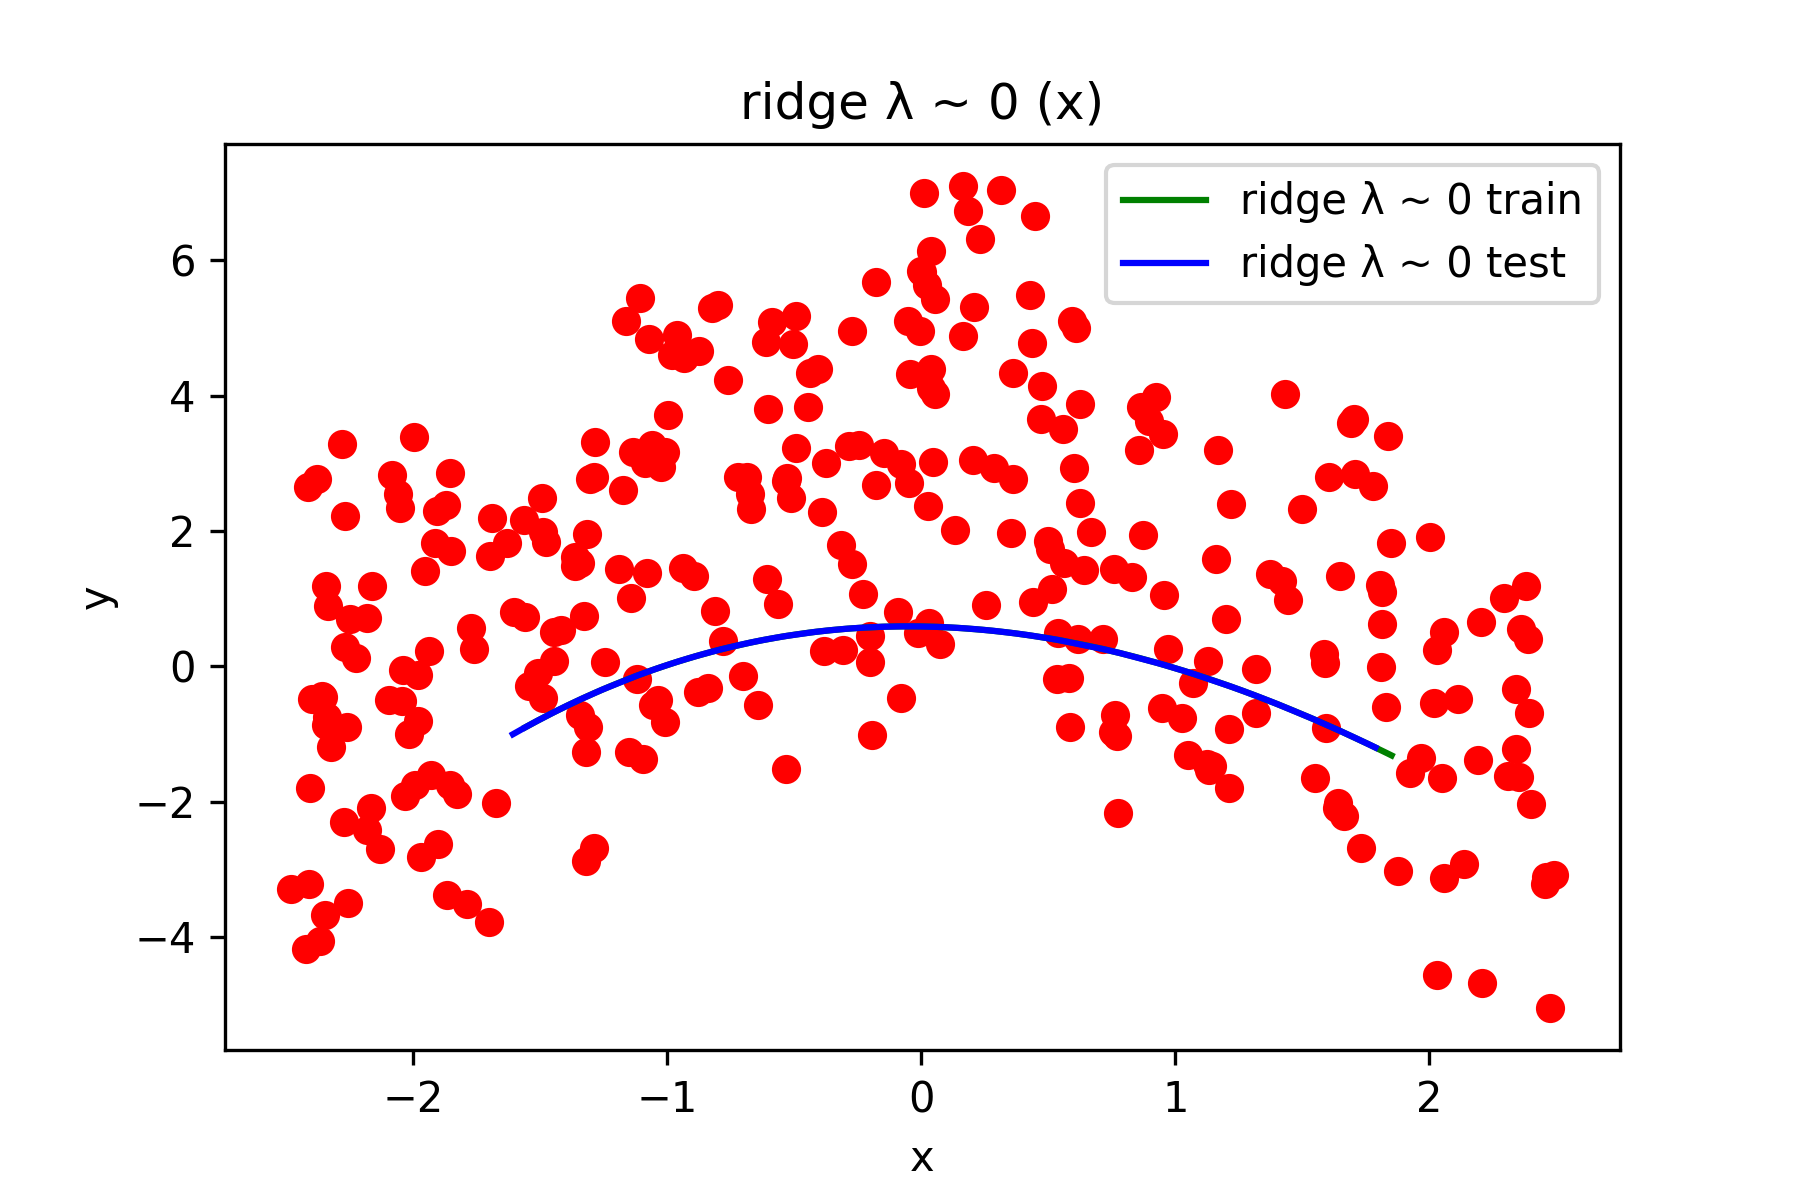 ridge λ ~ 0 (x)
ridge λ ~ 0 train
ridge λ ~ 0 test
6
4
2
0
−2
−4
y
−2 −1 0 1 2
x